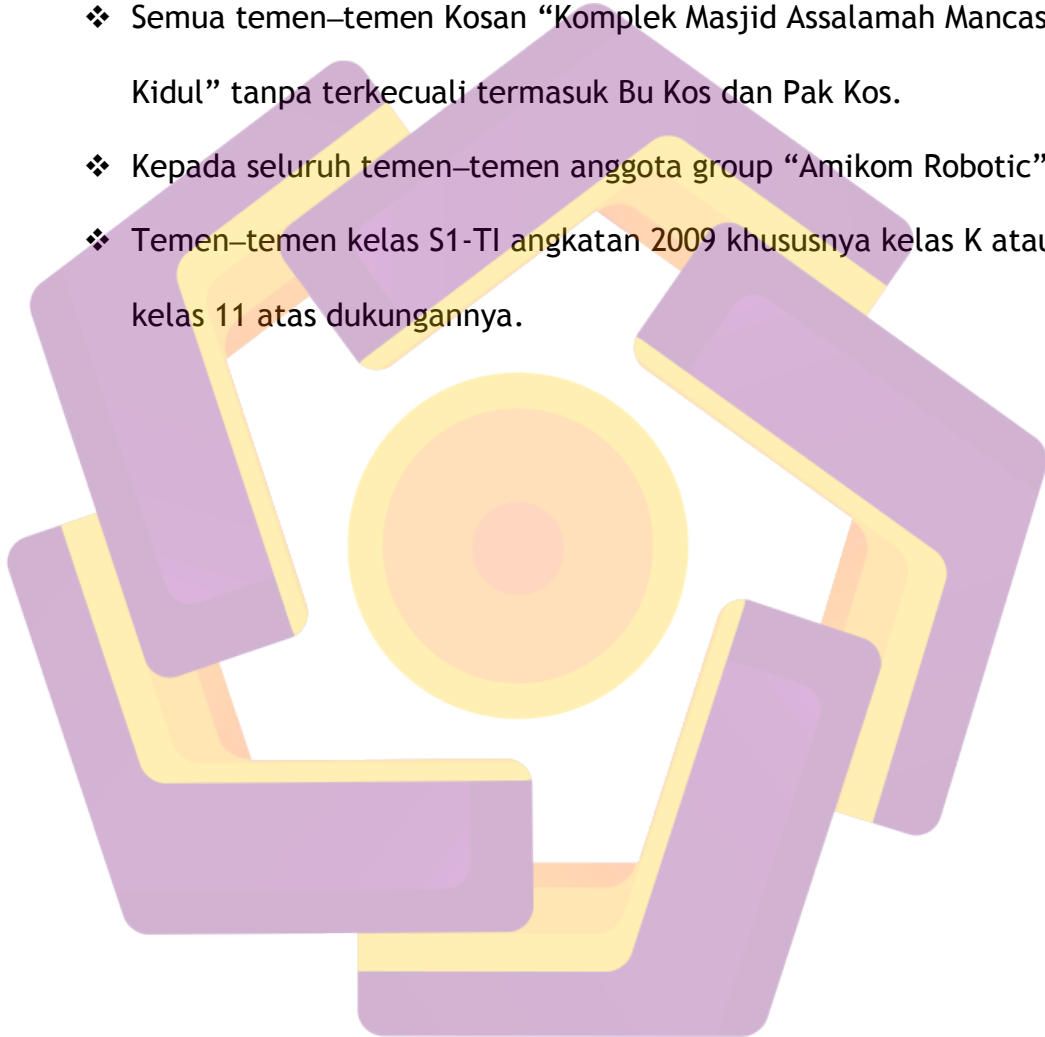 ❖ Semua temen–temen Kosan “Komplek Masjid Assalamah Mancas
Kidul” tanpa terkecuali termasuk Bu Kos dan Pak Kos.
❖ Kepada seluruh temen–temen anggota group “Amikom Robotic”
❖ Temen–temen kelas S1-TI angkatan 2009 khususnya kelas K atau
kelas 11 atas dukungannya.